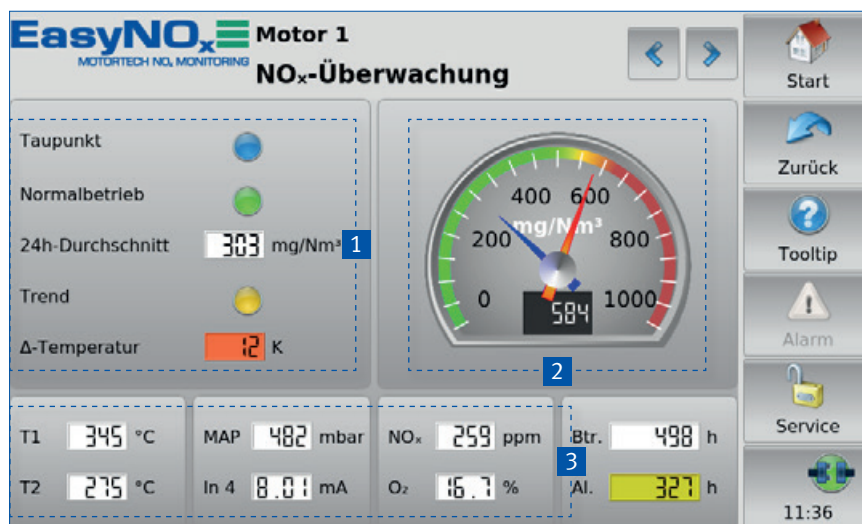 EasyNOₓ
MOTORTECH NOₓ MONITORING
Motor 1
NOₓ-Überwachung
Start
Zurück
Tooltip
Alarm
Service
11:36
Taupunkt
Normalbetrieb
24h-Durchschnitt 303 mg/Nm³
Trend
Δ-Temperatur 12 K
1
0 200 400 600 800 1000
mg/Nm³
584
2
T1 345 °C
T2 275 °C
MAP 482 mbar
In 4 8.01 mA
NOₓ 259 ppm
O₂ 16.7 %
3
Btr. 498 h
Al. 327 h